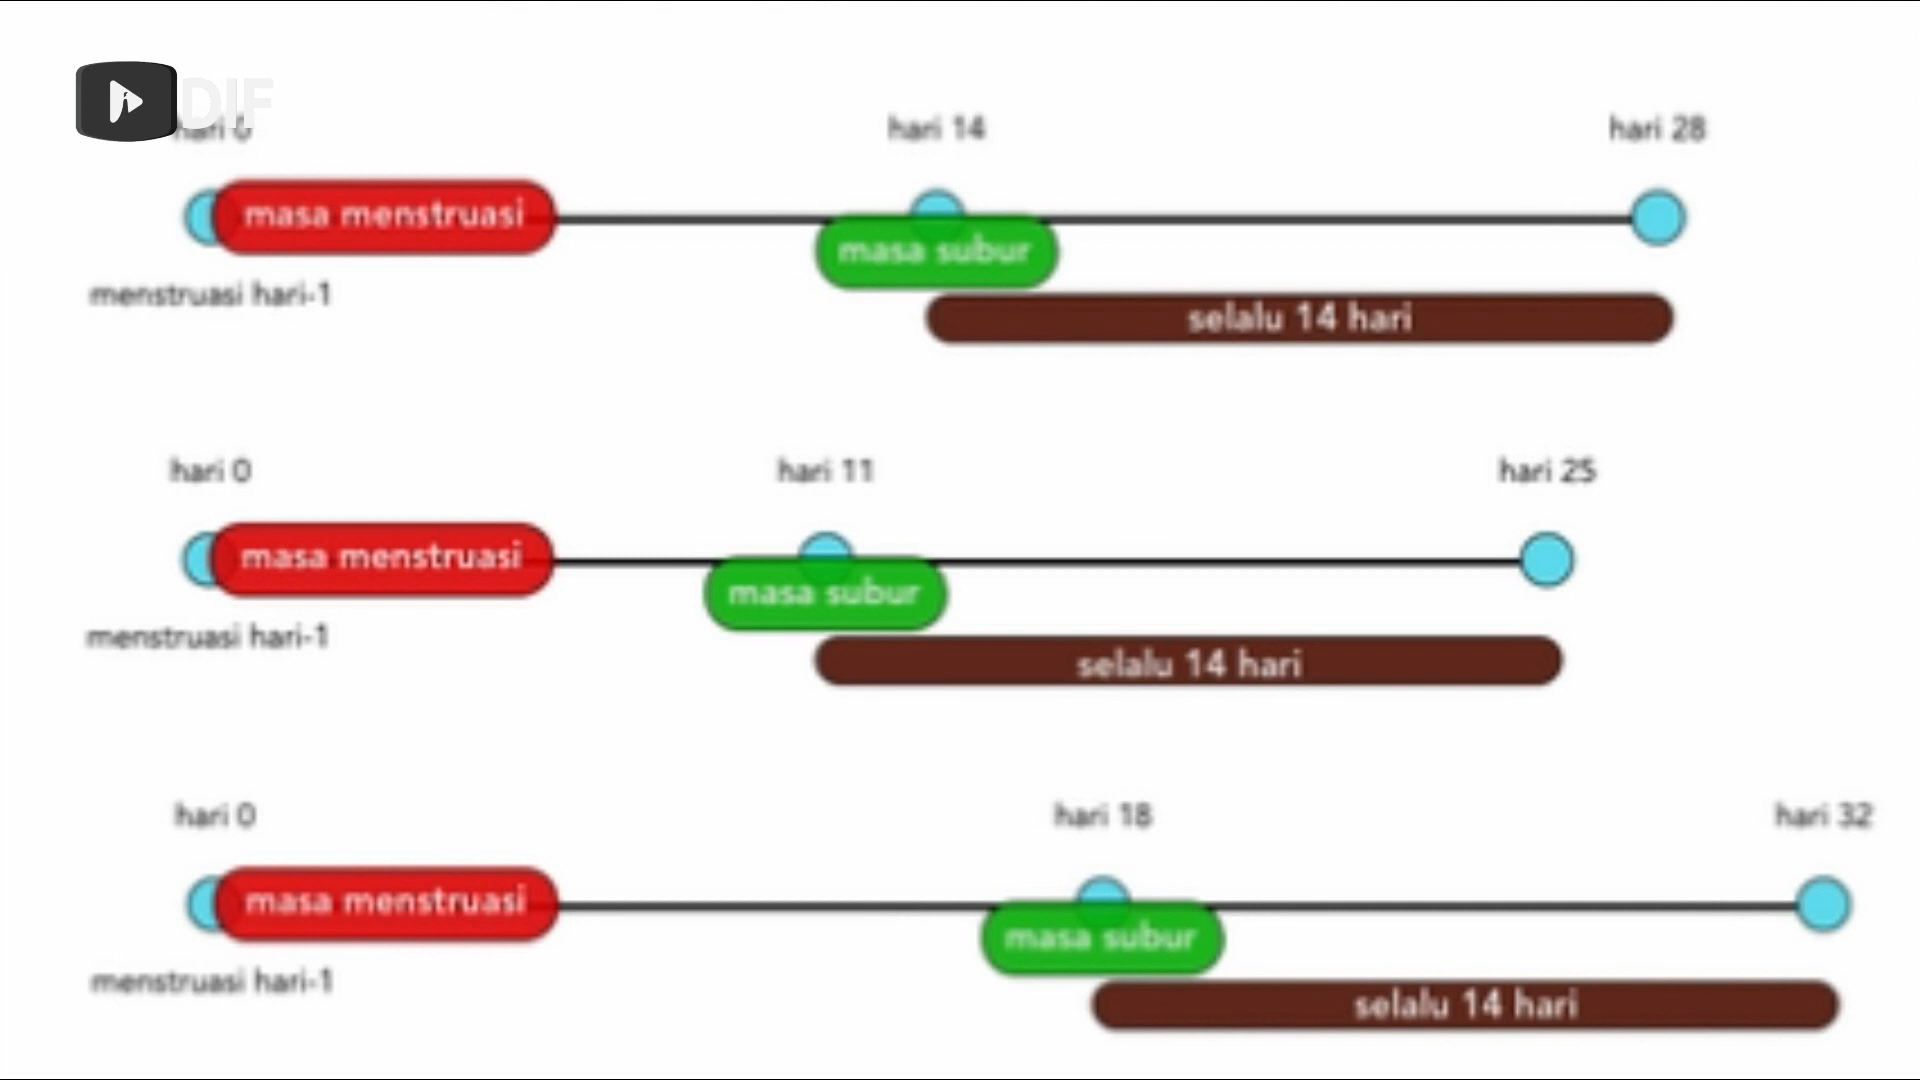 DIF
hari 0 hari 14 hari 28
masa menstruasi
masa subur
menstruasi hari-1
selalu 14 hari
hari 0 hari 11 hari 25
masa menstruasi
masa subur
menstruasi hari-1
selalu 14 hari
hari 0 hari 18 hari 32
masa menstruasi
masa subur
menstruasi hari-1
selalu 14 hari